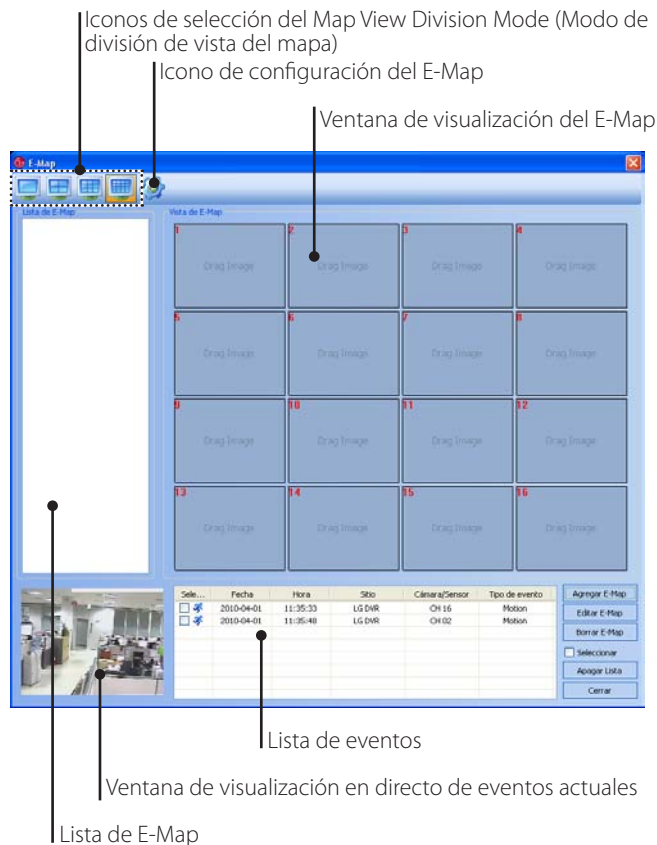 Iconos de selección del Map View Division Mode (Modo de
división de vista del mapa)
Icono de configuración del E-Map
Ventana de visualización del E-Map
E-Map
Lista de E-Map
Vista de E-Map
1 2 3 4
Drag Image Drag Image Drag Image Drag Image
5 6 7 8
Drag Image Drag Image Drag Image Drag Image
9 10 11 12
Drag Image Drag Image Drag Image Drag Image
13 14 15 16
Drag Image Drag Image Drag Image Drag Image
Sele... Fecha Hora Sitio Cámara/Sensor Tipo de evento
2010-04-01 11:35:33 LG DVR CH 16 Motion
2010-04-01 11:35:48 LG DVR CH 02 Motion
Agregar E-Map
Editar E-Map
Borrar E-Map
Seleccionar
Apagar Lista
Cerrar
Lista de eventos
Ventana de visualización en directo de eventos actuales
Lista de E-Map